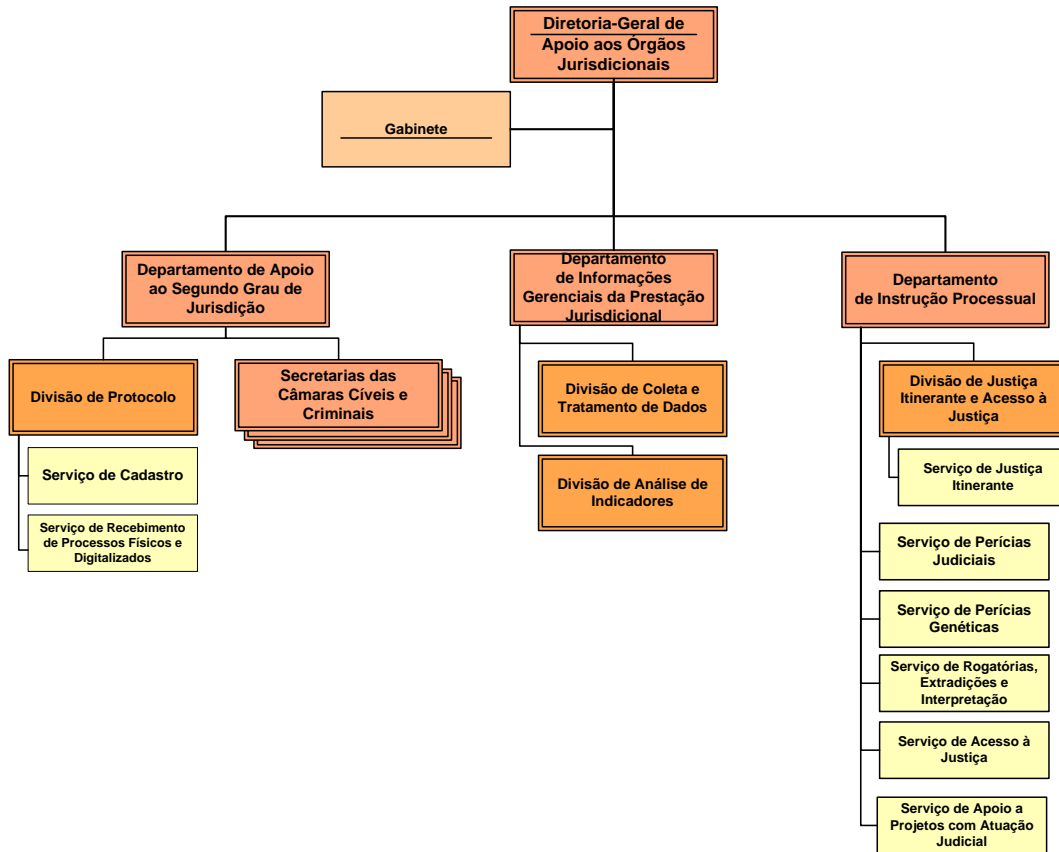 Diretoria-Geral de
Apoio aos Órgãos
Jurisdicionais
Gabinete
Departamento de Apoio
ao Segundo Grau de
Jurisdição
Departamento
de Informações
Gerenciais da Prestação
Jurisdicional
Departamento
de Instrução Processual
Divisão de Protocolo
Secretarias das
Câmaras Cíveis e
Criminais
Divisão de Coleta e
Tratamento de Dados
Divisão de Justiça
Itinerante e Acesso à
Justiça
Serviço de Cadastro
Serviço de Recebimento
de Processos Físicos e
Digitalizados
Divisão de Análise de
Indicadores
Serviço de Justiça
Itinerante
Serviço de Perícias
Judiciais
Serviço de Perícias
Genéticas
Serviço de Rogatórias,
Extradições e
Interpretação
Serviço de Acesso à
Justiça
Serviço de Apoio a
Projetos com Atuação
Judicial